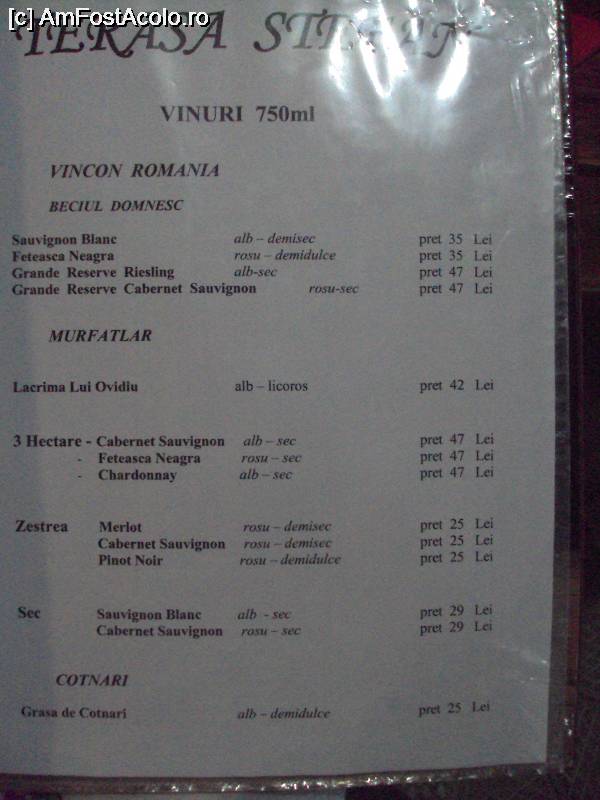 [c] AmFostAcolo.ro
TERASA STEFAN
VINURI 750ml
VINCON ROMANIA
BECIUL DOMNESC
Sauvignon Blanc alb – demisec pret 35 Lei
Feteasca Neagra rosu – demidulce pret 35 Lei
Grande Reserve Riesling alb-sec pret 47 Lei
Grande Reserve Cabernet Sauvignon rosu-sec pret 47 Lei
MURFATLAR
Lacrima Lui Ovidiu alb – licoros pret 42 Lei
3 Hectare - Cabernet Sauvignon alb – sec pret 47 Lei
- Feteasca Neagra rosu – sec pret 47 Lei
- Chardonnay alb – sec pret 47 Lei
Zestrea Merlot rosu – demisec pret 25 Lei
Cabernet Sauvignon rosu – demisec pret 25 Lei
Pinot Noir rosu – demidulce pret 25 Lei
Sec Sauvignon Blanc alb - sec pret 29 Lei
Cabernet Sauvignon rosu – sec pret 29 Lei
COTNARI
Grasa de Cotnari alb – demidulce pret 25 Lei